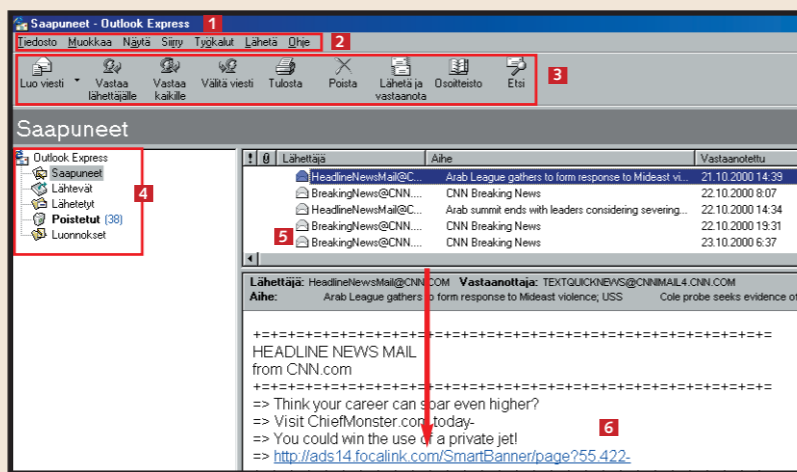 Saapuneet - Outlook Express 1
Tiedosto Muokkaa Näytä Siirry Työkalut Lähetä Ohje 2
Luo viesti Vastaa lähettäjälle Vastaa kaikille Välitä viesti Tulosta Poista Lähetä ja vastaanota Osoitteisto Etsi 3
Saapuneet
Outlook Express
Saapuneet
Lähtevät 4
Lähetetyt
Poistetut (38)
Luonnokset
! Lähettäjä Aihe Vastaanotettu
HeadlineNewsMail@C... Arab League gathers to form response to Mideast vi... 21.10.2000 14:39
BreakingNews@CNN.... CNN Breaking News 22.10.2000 8:07
HeadlineNewsMail@C... Arab summit ends with leaders considering severing... 22.10.2000 14:34
BreakingNews@CNN.... CNN Breaking News 22.10.2000 19:31
5 BreakingNews@CNN.... CNN Breaking News 23.10.2000 6:37
Lähettäjä: HeadlineNewsMail@CNN.COM Vastaanottaja: TEXTQUICKNEWS@CNNIMAIL4.CNN.COM
Aihe: Arab League gathers to form response to Mideast violence; USS Cole probe seeks evidence of
+=+=+=+=+=+=+=+=+=+=+=+=+=+=+=+=+=+=+=+=+=+=+=+=+=+=+=+=+=
HEADLINE NEWS MAIL
from CNN.com
+=+=+=+=+=+=+=+=+=+=+=+=+=+=+=+=+=+=+=+=+=+=+=+=+=+=+=+=+=
=> Think your career can soar even higher?
=> Visit ChiefMonster.com today- 6
=> You could win the use of a private jet!
=> http://ads14.focalink.com/SmartBanner/page?55.422-